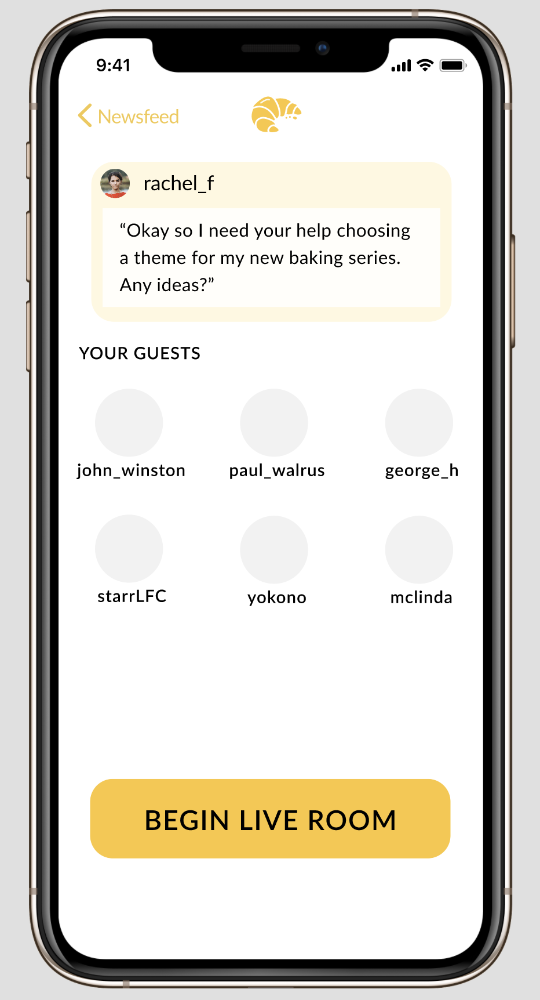 9:41
Newsfeed
rachel_f
“Okay so I need your help choosing
a theme for my new baking series.
Any ideas?”
YOUR GUESTS
john_winston paul_walrus george_h
starrLFC yokono mclinda
BEGIN LIVE ROOM